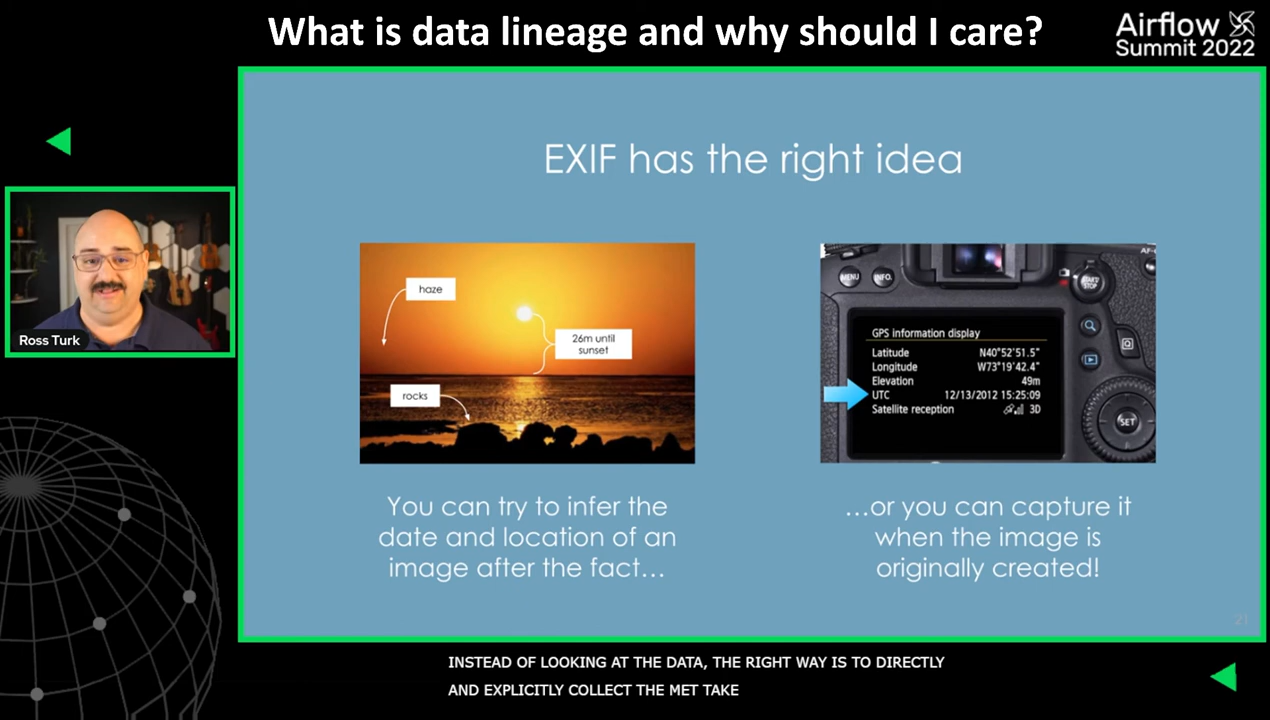 What is data lineage and why should I care?
Airflow
Summit 2022
EXIF has the right idea
haze
26m until
sunset
rocks
MENU
INFO.
START/
STOP
GPS information display
Latitude N40°52'51.5"
Longitude W73°19'42.4"
Elevation 49m
UTC 12/13/2012 15:25:09
Satellite reception 3D
Q
SET
You can try to infer the
date and location of an
image after the fact…
…or you can capture it
when the image is
originally created!
21
Ross Turk
INSTEAD OF LOOKING AT THE DATA, THE RIGHT WAY IS TO DIRECTLY
AND EXPLICITLY COLLECT THE MET TAKE